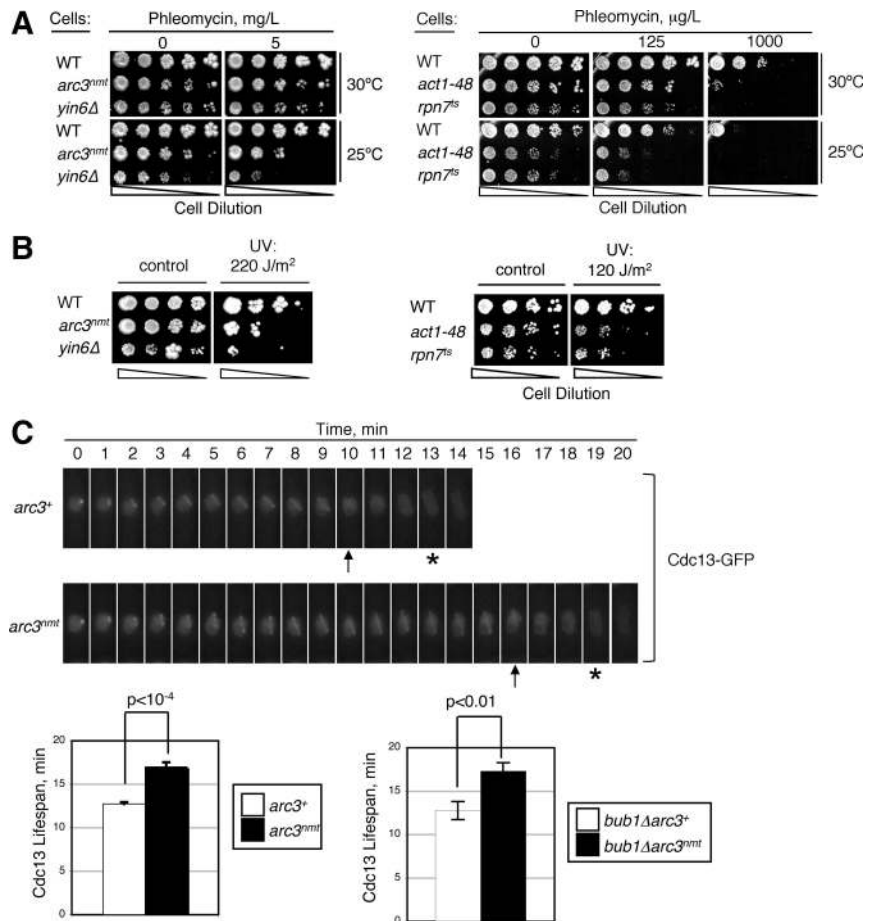 A
Cells: Phleomycin, mg/L
0 5
WT
arc3nmt
yin6Δ
30ºC
WT
arc3nmt
yin6Δ
25ºC
Cell Dilution
Cells: Phleomycin, µg/L
0 125 1000
WT
act1-48
rpn7ts
30ºC
WT
act1-48
rpn7ts
25ºC
Cell Dilution
B
control UV: 220 J/m²
WT
arc3nmt
yin6Δ
control UV: 120 J/m²
WT
act1-48
rpn7ts
Cell Dilution
C
Time, min
0 1 2 3 4 5 6 7 8 9 10 11 12 13 14 15 16 17 18 19 20
arc3+
*
Cdc13-GFP
arc3nmt
*
p<10-4
Cdc13 Lifespan, min
20
15
10
5
0
arc3+
arc3nmt
p<0.01
Cdc13 Lifespan, min
20
15
10
5
0
bub1Δarc3+
bub1Δarc3nmt